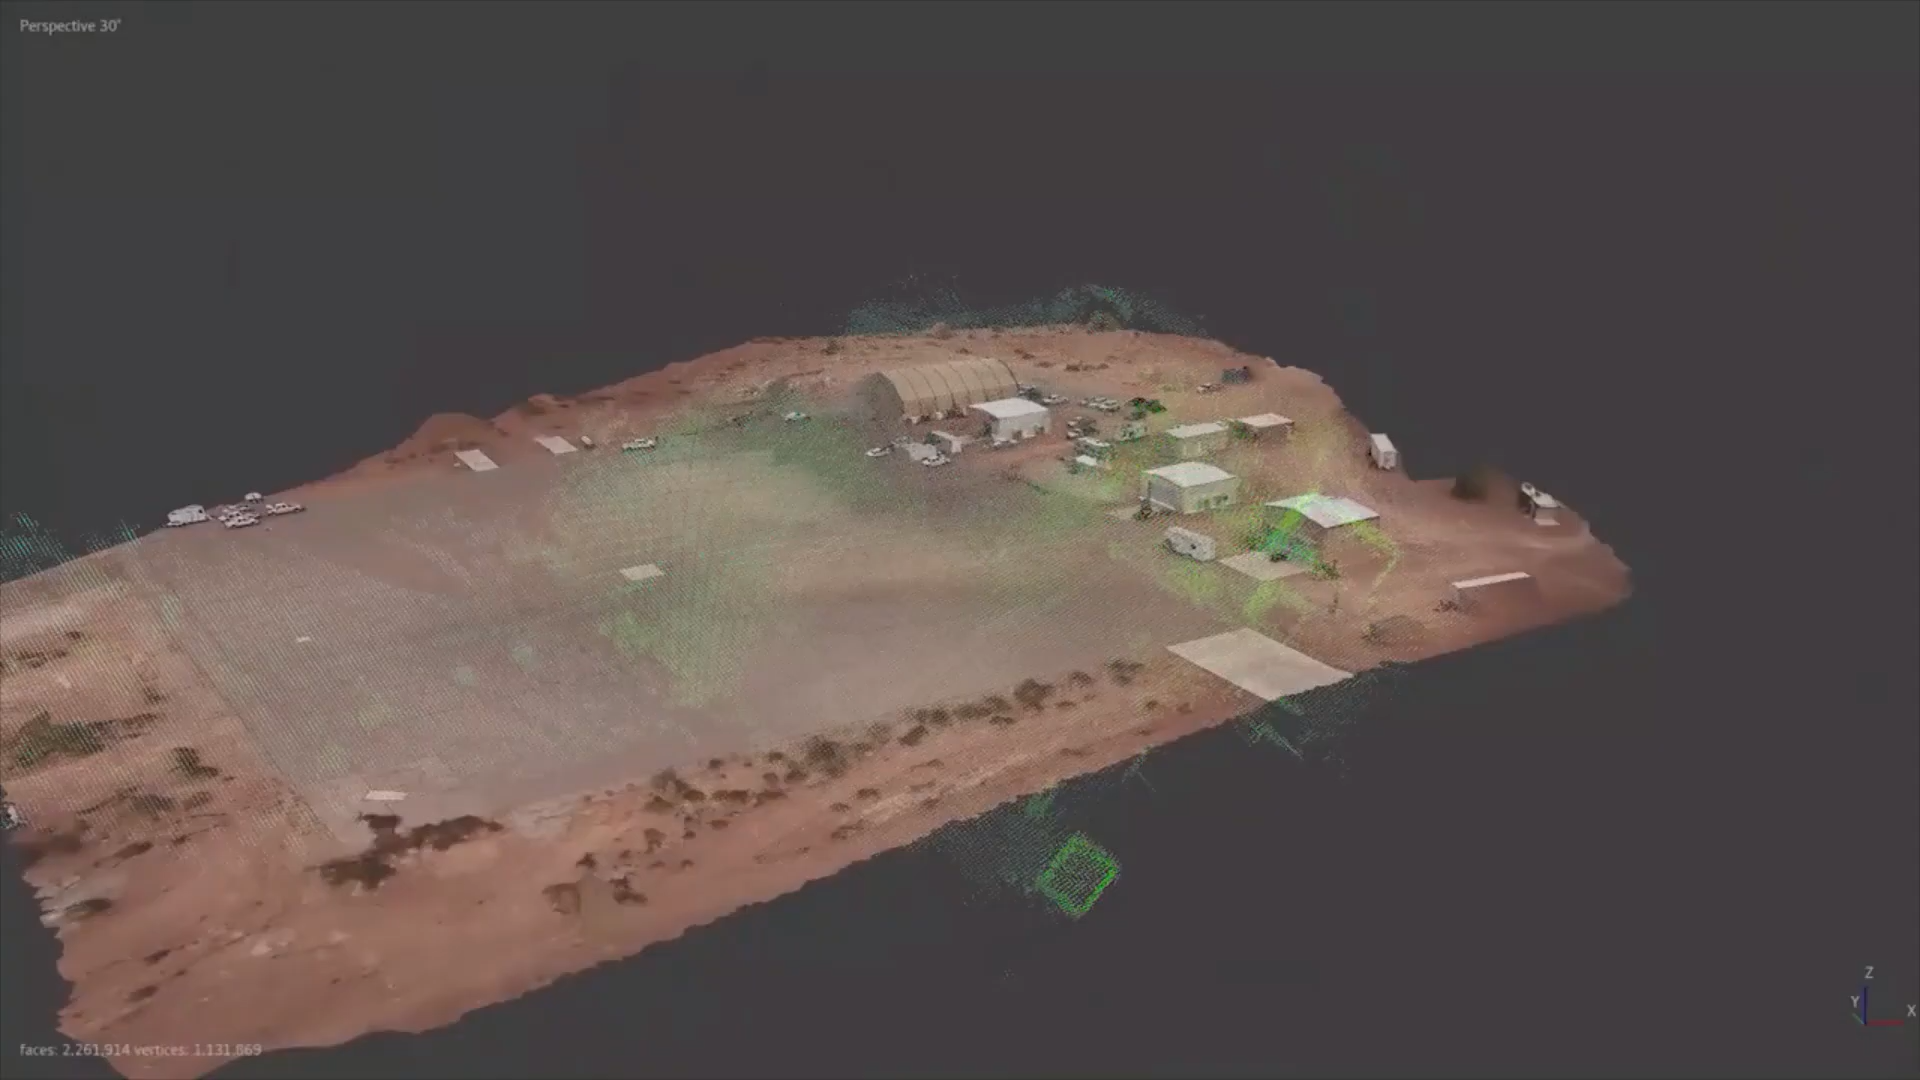 Perspective 30°
Z
Y
X
faces: 2,261,914 vertices: 1,131,869